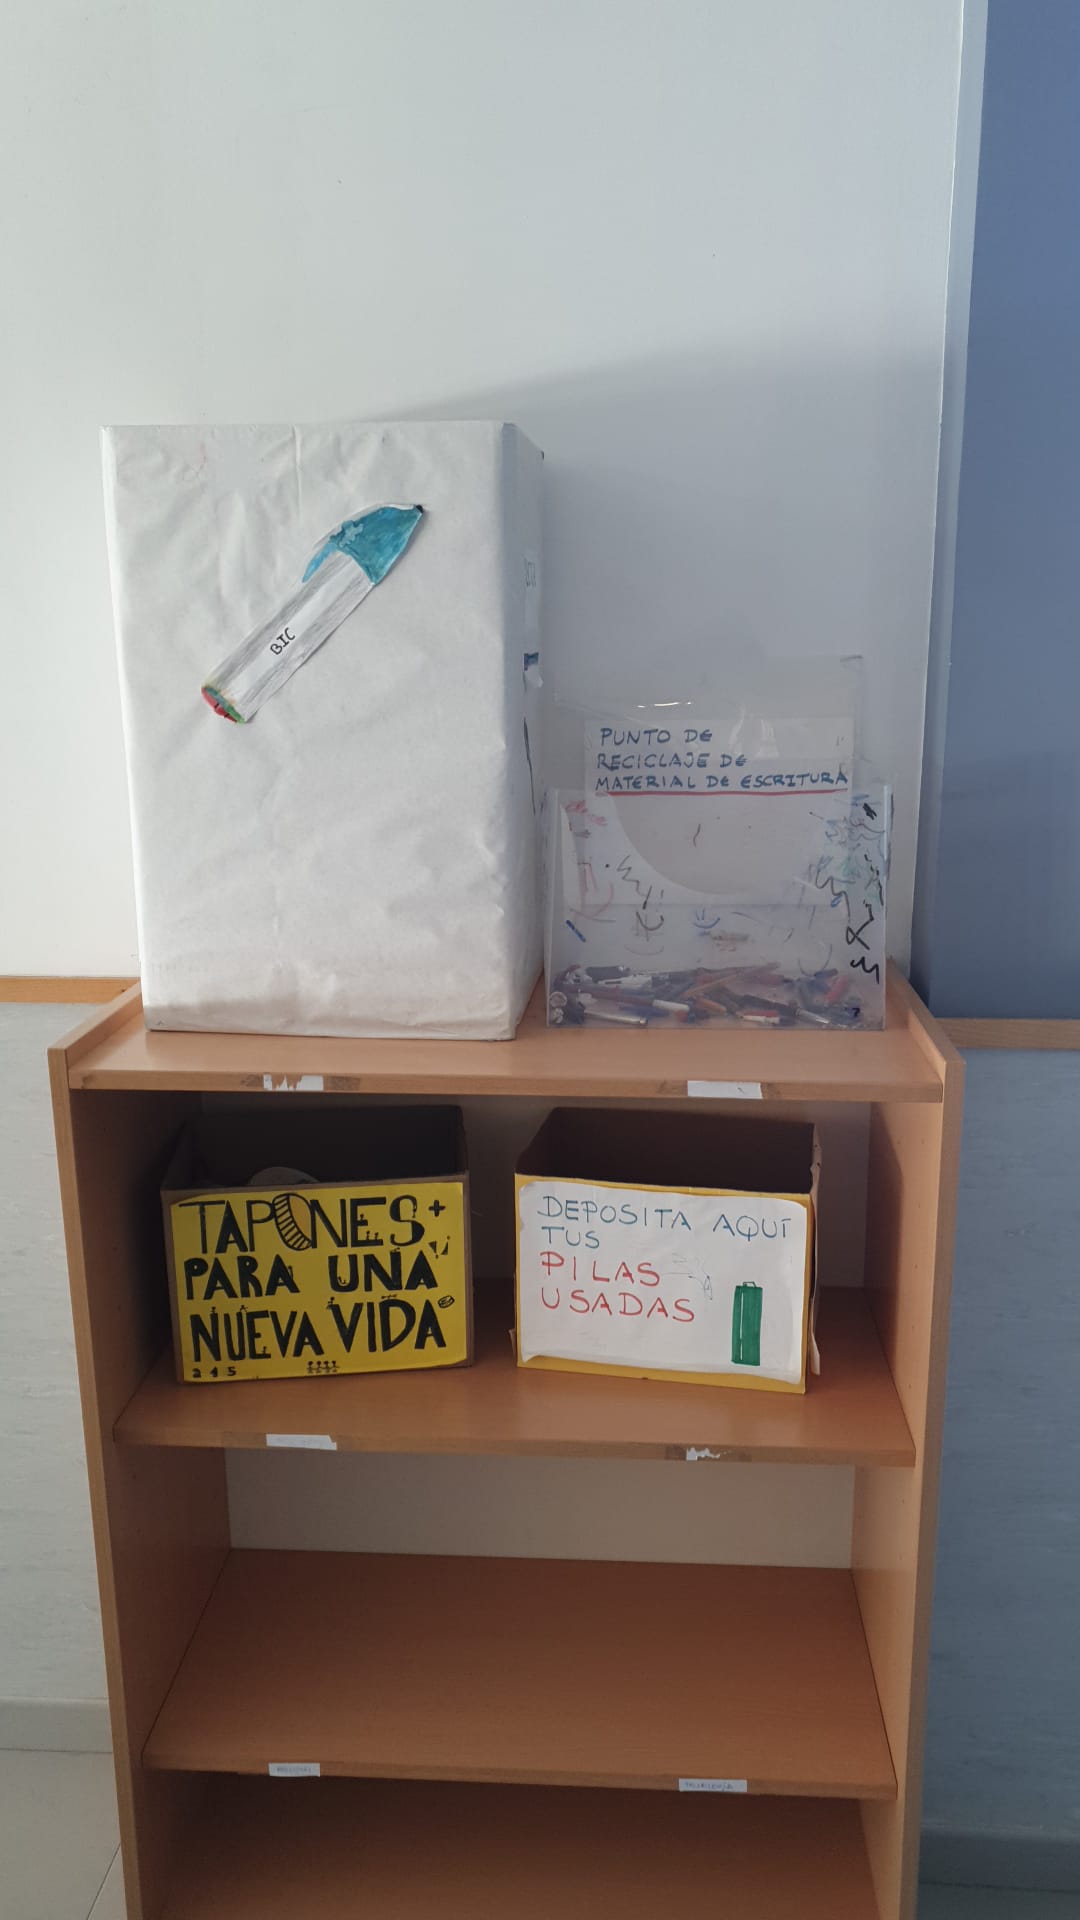 BIC
PUNTO DE
RECICLAJE DE
MATERIAL DE ESCRITURA
TAPONES
PARA UNA
NUEVA VIDA
DEPOSITA AQUÍ
TUS
PILAS
USADAS